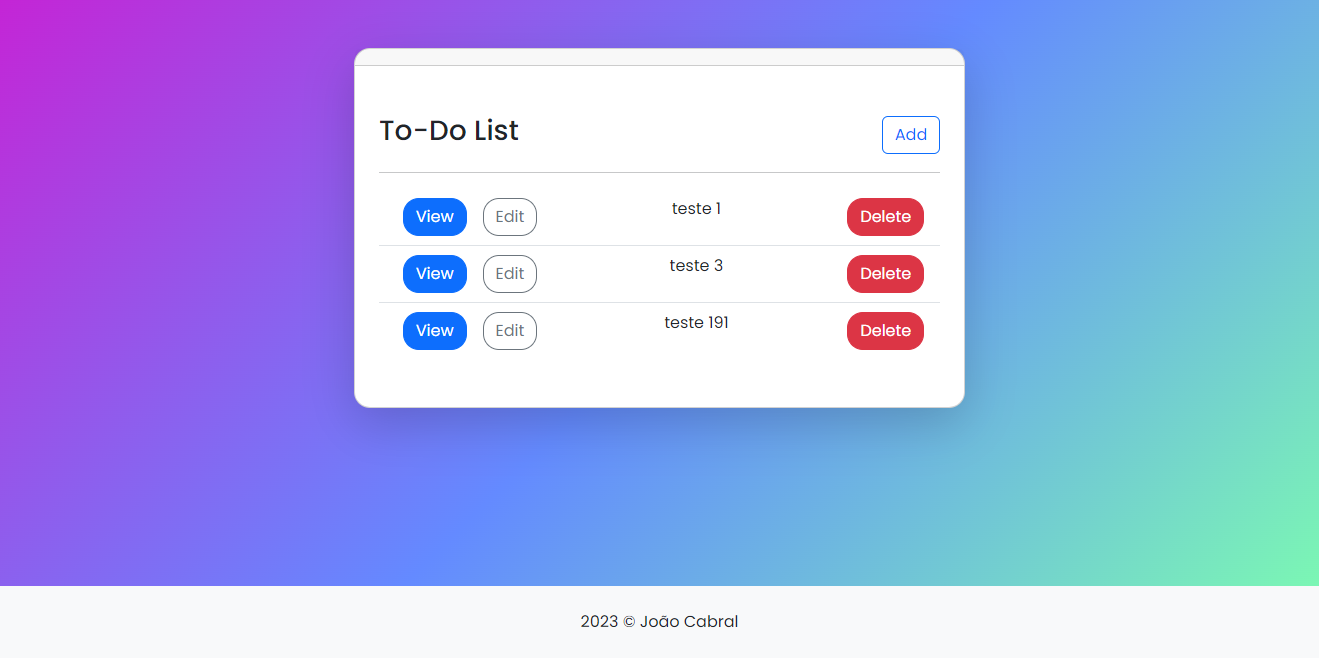 To-Do List Add
View Edit teste 1 Delete
View Edit teste 3 Delete
View Edit teste 191 Delete
2023 © João Cabral